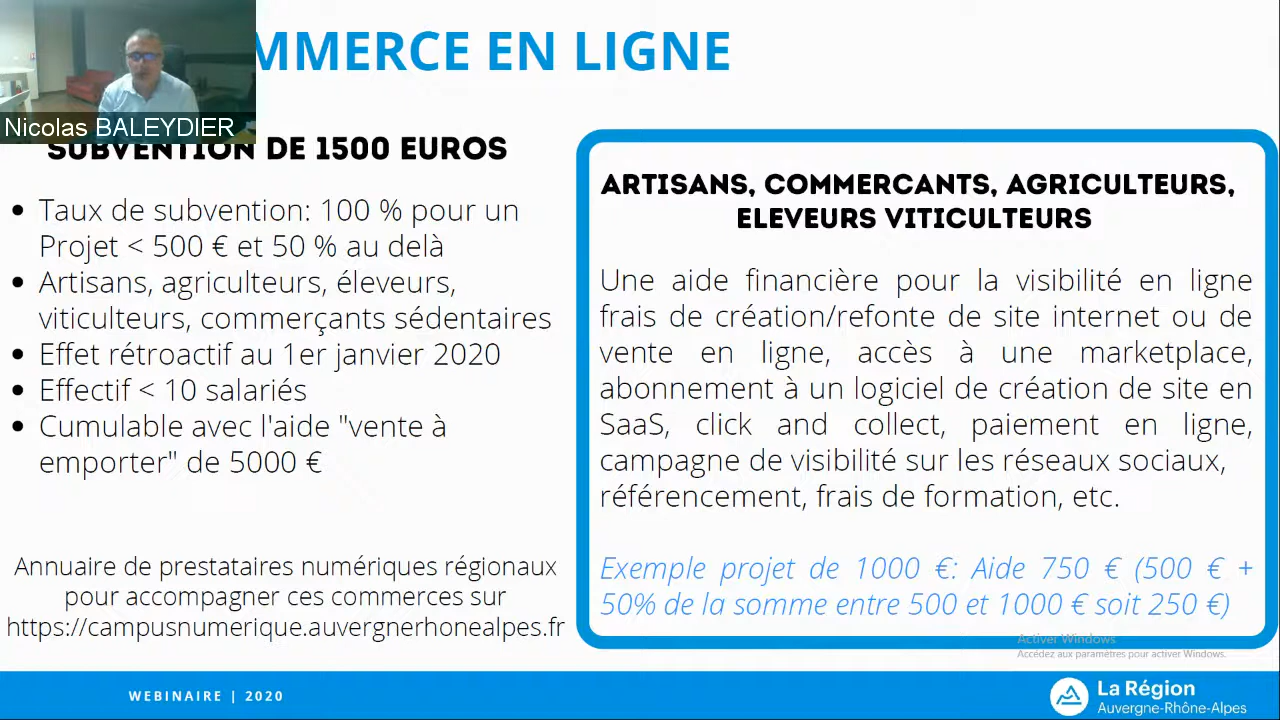 MMERCE EN LIGNE
Nicolas BALEYDIER
SUBVENTION DE 1500 EUROS
• Taux de subvention: 100 % pour un
Projet < 500 € et 50 % au delà
• Artisans, agriculteurs, éleveurs,
viticulteurs, commerçants sédentaires
• Effet rétroactif au 1er janvier 2020
• Effectif < 10 salariés
• Cumulable avec l'aide "vente à
emporter" de 5000 €
Annuaire de prestataires numériques régionaux
pour accompagner ces commerces sur
https://campusnumerique.auvergnerhonealpes.fr
ARTISANS, COMMERCANTS, AGRICULTEURS,
ELEVEURS VITICULTEURS
Une aide financière pour la visibilité en ligne
frais de création/refonte de site internet ou de
vente en ligne, accès à une marketplace,
abonnement à un logiciel de création de site en
SaaS, click and collect, paiement en ligne,
campagne de visibilité sur les réseaux sociaux,
référencement, frais de formation, etc.
Exemple projet de 1000 €: Aide 750 € (500 € +
50% de la somme entre 500 et 1000 € soit 250 €)
Activer Windows
Accédez aux paramètres pour activer Windows.
WEBINAIRE | 2020
La Région
Auvergne-Rhône-Alpes